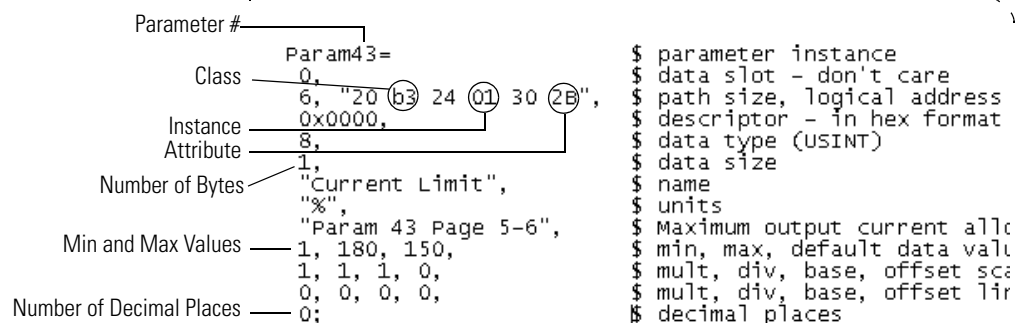 Parameter #
Param43= $ parameter instance
Class 0, $ data slot - don't care
6, "20 b3 24 01 30 2B", $ path size, logical address
Instance 0x0000, $ descriptor - in hex format
Attribute 8, $ data type (USINT)
1, $ data size
Number of Bytes "Current Limit", $ name
"%", $ units
"Param 43 Page 5-6", $ Maximum output current
Min and Max Values 1, 180, 150, $ min, max, default data
1, 1, 1, 0, $ mult, div, base, offset
0, 0, 0, 0, $ mult, div, base, offset
Number of Decimal Places 0; $ decimal places